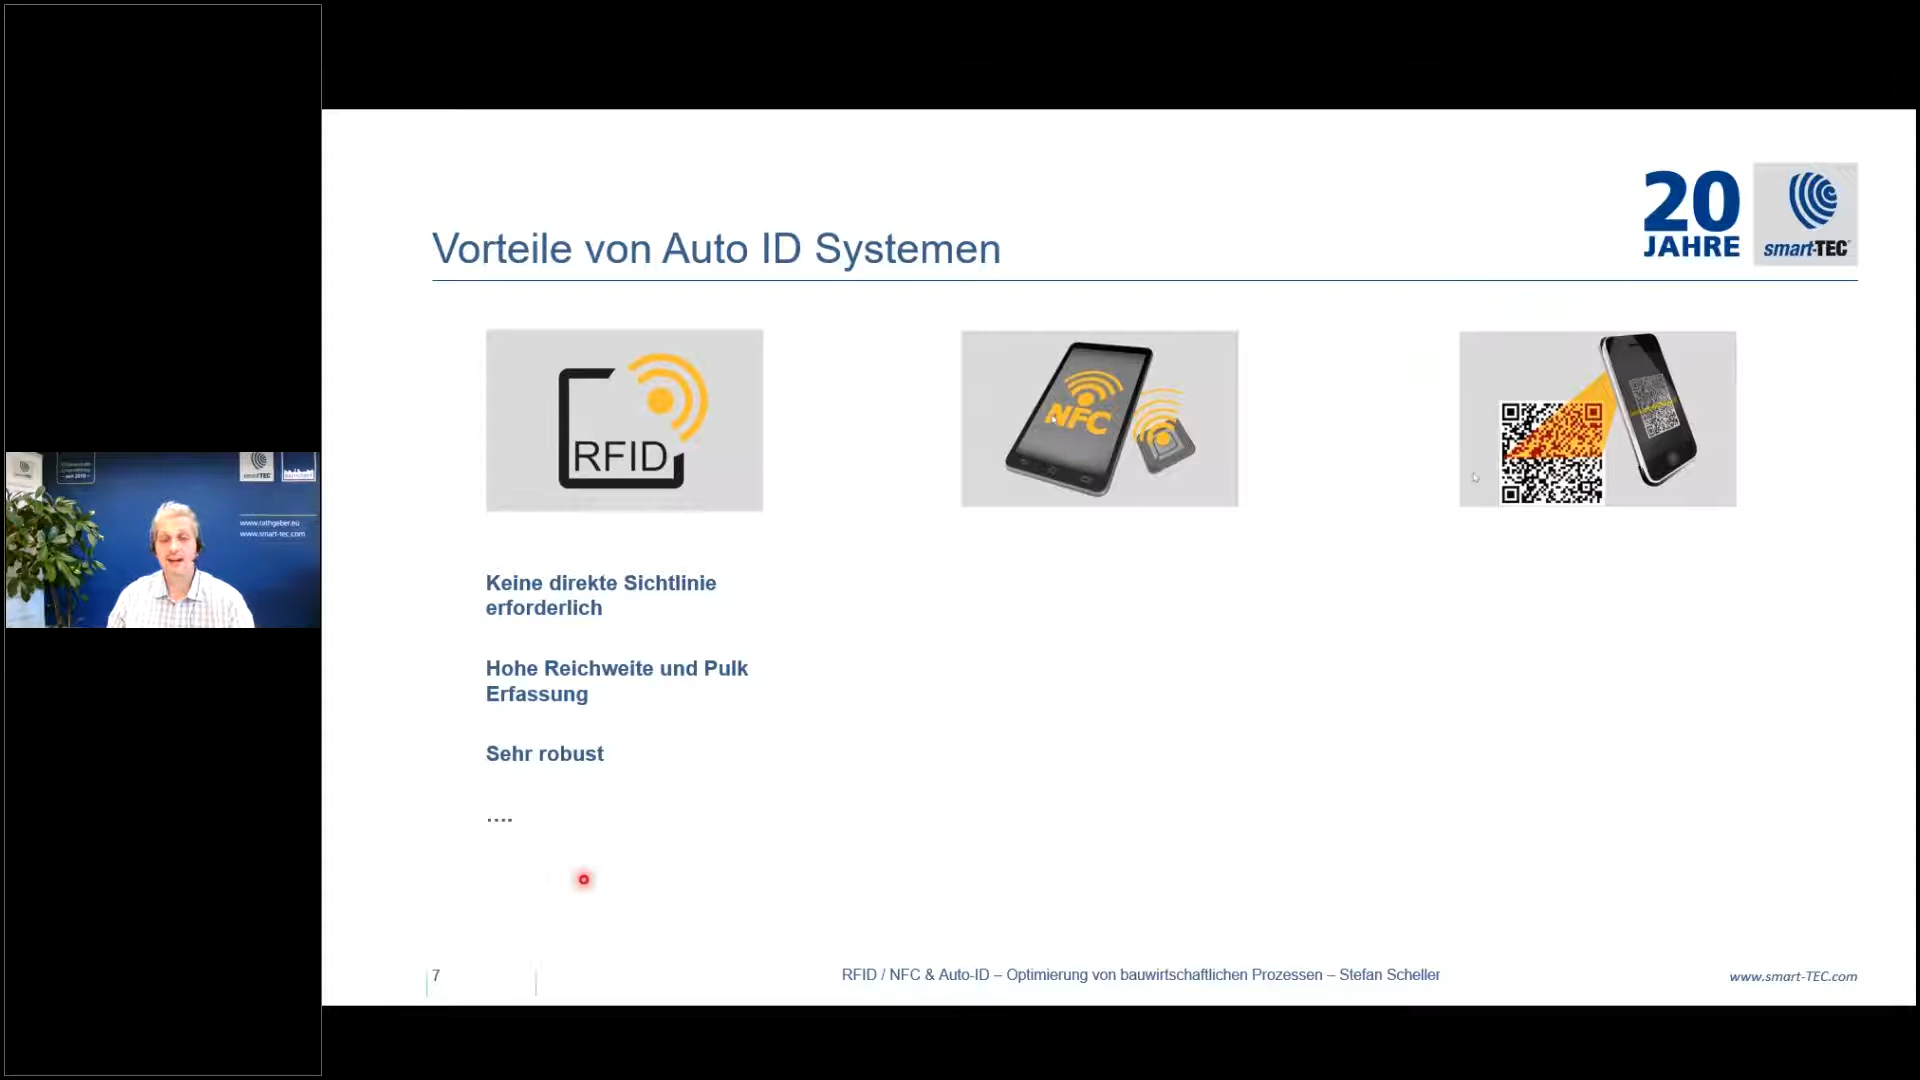 20
JAHRE
smart-TEC
Vorteile von Auto ID Systemen
RFID
NFC
Keine direkte Sichtlinie
erforderlich
Hohe Reichweite und Pulk
Erfassung
Sehr robust
....
www.rathgeber.eu
www.smart-tec.com
7
RFID / NFC & Auto-ID – Optimierung von bauwirtschaftlichen Prozessen – Stefan Scheller
www.smart-TEC.com